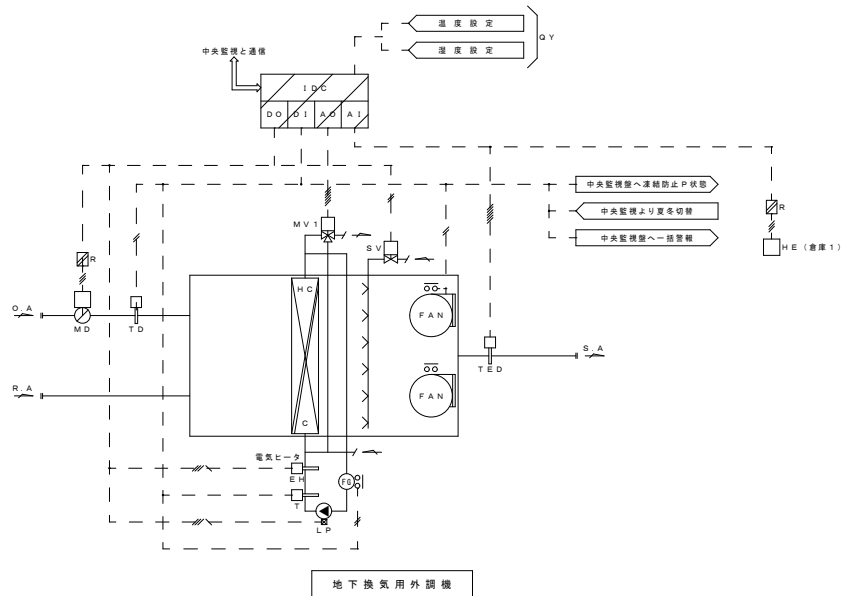 温度設定
湿度設定
QY
中央監視と通信
IDC
DO DI AO AI
中央監視盤へ凍結防止P状態
中央監視より夏冬切替
中央監視盤へ一括警報
R
HE(倉庫1)
MV1
SV
R
HC
O.A
MD
TD
FAN
S.A
TED
R.A
FAN
C
電気ヒータ
EH
FG
T
LP
地下換気用外調機